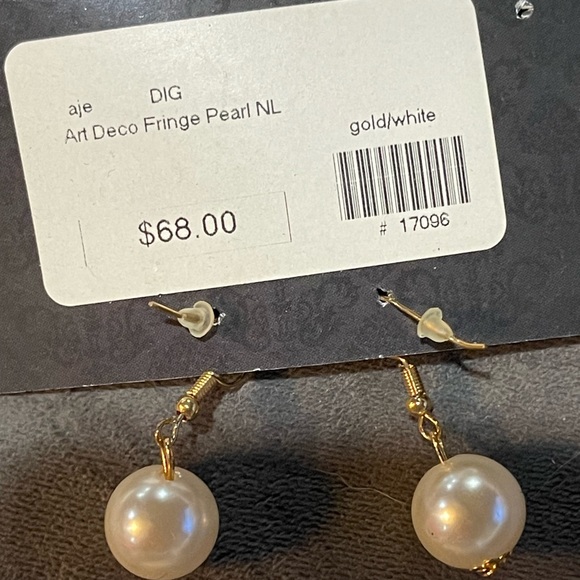 aje DIG
Art Deco Fringe Pearl NL
gold/white
$68.00
# 17096